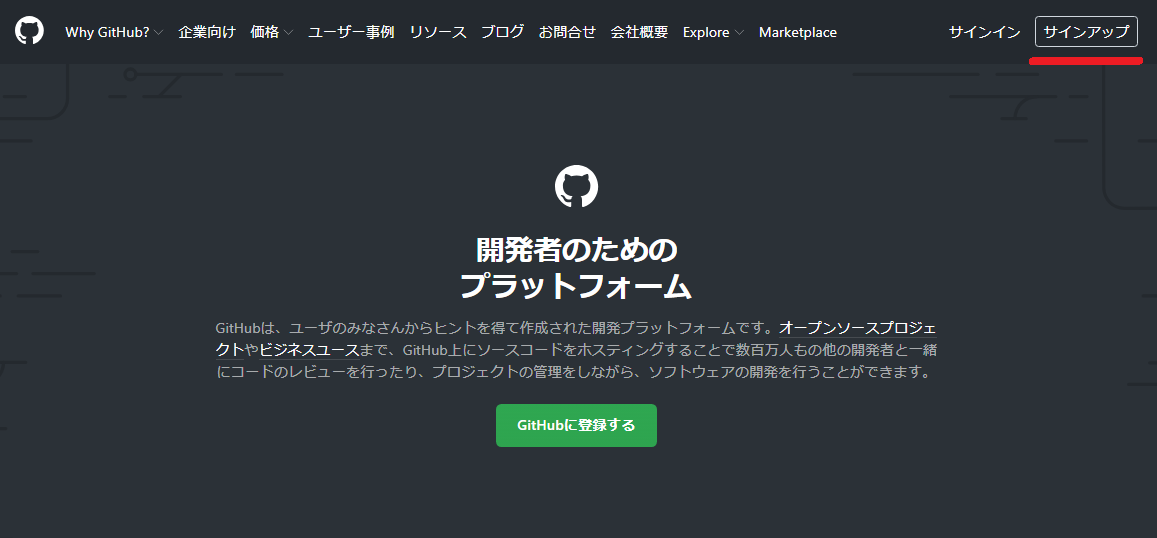 Why GitHub? 企業向け 価格 ユーザー事例 リソース ブログ お問合せ 会社概要 Explore Marketplace サインイン サインアップ
開発者のための
プラットフォーム
GitHubは、ユーザのみなさんからヒントを得て作成された開発プラットフォームです。オープンソースプロジェ
クトやビジネスユースまで、GitHub上にソースコードをホスティングすることで数百万人もの他の開発者と一緒
にコードのレビューを行ったり、プロジェクトの管理をしながら、ソフトウェアの開発を行うことができます。
GitHubに登録する